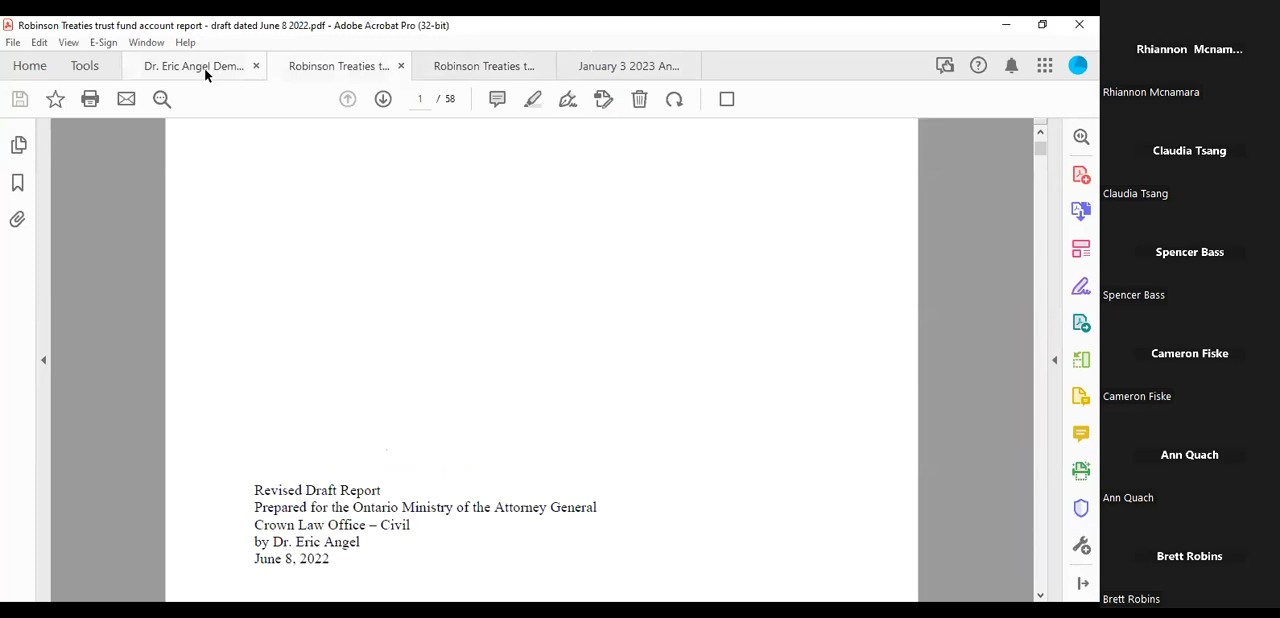 Robinson Treaties trust fund account report - draft dated June 8 2022.pdf - Adobe Acrobat Pro (32-bit)
File Edit View E-Sign Window Help
Home Tools Dr. Eric Angel Dem... × Robinson Treaties t... × Robinson Treaties t... January 3 2023 An...
1 / 58
Revised Draft Report
Prepared for the Ontario Ministry of the Attorney General
Crown Law Office – Civil
by Dr. Eric Angel
June 8, 2022
Rhiannon Mcnam...
Rhiannon Mcnamara
Claudia Tsang
Claudia Tsang
Spencer Bass
Spencer Bass
Cameron Fiske
Cameron Fiske
Ann Quach
Ann Quach
Brett Robins
Brett Robins